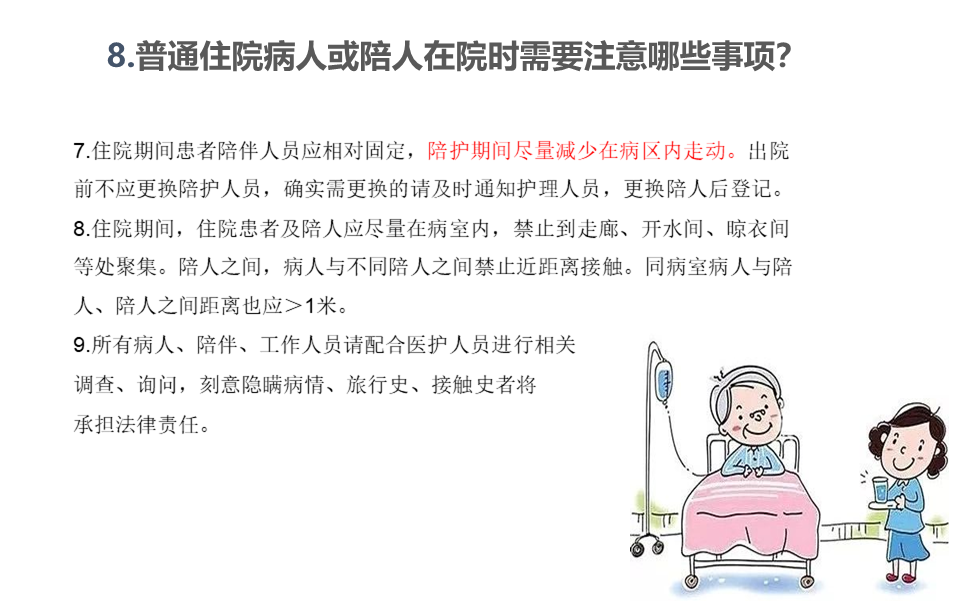 8.普通住院病人或陪人在院时需要注意哪些事项?
7.住院期间患者陪伴人员应相对固定，陪护期间尽量减少在病区内走动。出院
前不应更换陪护人员，确实需更换的请及时通知护理人员，更换陪人后登记。
8.住院期间，住院患者及陪人应尽量在病室内，禁止到走廊、开水间、晾衣间
等处聚集。陪人之间，病人与不同陪人之间禁止近距离接触。同病室病人与陪
人、陪人之间距离也应＞1米。
9.所有病人、陪伴、工作人员请配合医护人员进行相关
调查、询问，刻意隐瞒病情、旅行史、接触史者将
承担法律责任。